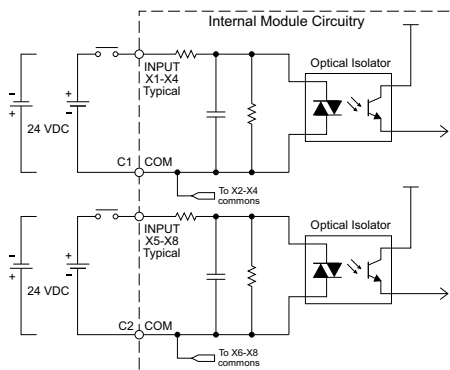 Internal Module Circuitry
Optical Isolator
INPUT
X1-X4
Typical
-
+
+
-
24 VDC
C1
COM
To X2-X4
commons
Optical Isolator
INPUT
X5-X8
Typical
-
+
+
-
24 VDC
C2
COM
To X6-X8
commons